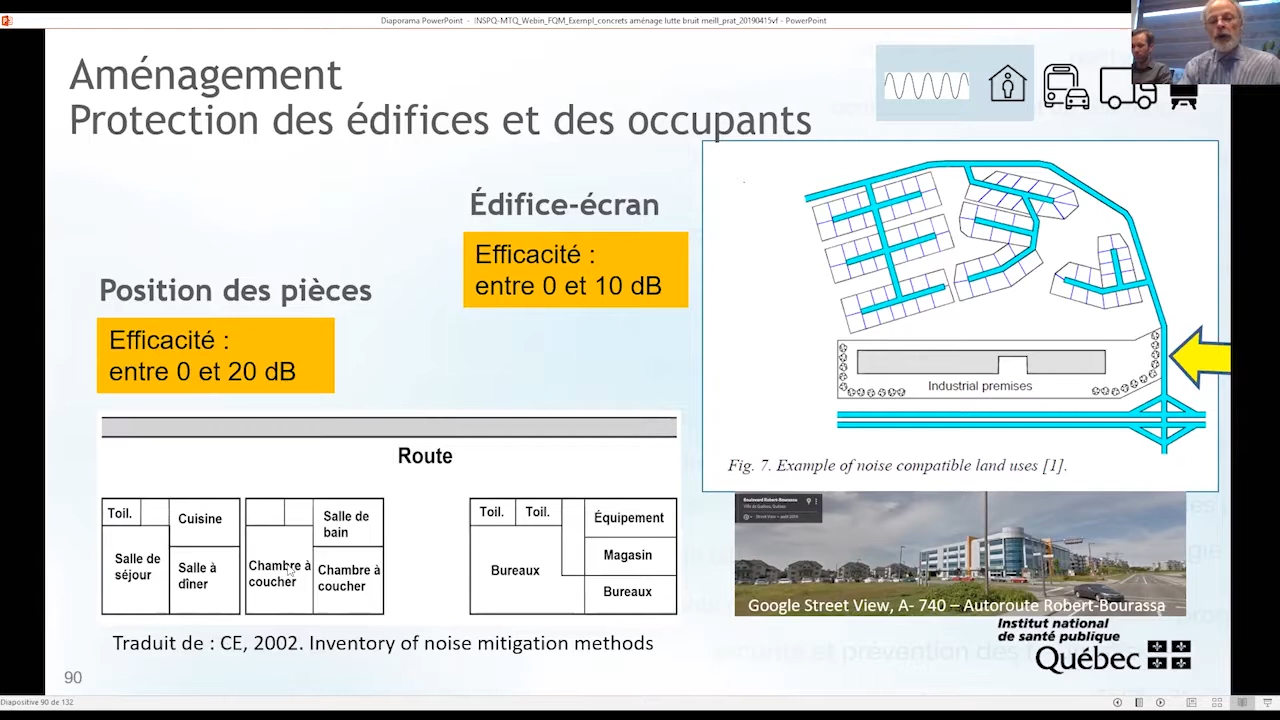 Diaporama PowerPoint - INSPQ-MTQ_Webin_FQM_Exempl_concrets aménage lutte bruit meill_prat_20190415vf - PowerPoint
Aménagement
Protection des édifices et des occupants
Édifice-écran
Efficacité :
entre 0 et 10 dB
Position des pièces
Efficacité :
entre 0 et 20 dB
Industrial premises
Fig. 7. Example of noise compatible land uses [1].
Route
Toil.
Cuisine
Salle de
séjour
Salle à
dîner
Salle de
bain
Chambre à
coucher
Chambre à
coucher
Toil.
Toil.
Équipement
Magasin
Bureaux
Bureaux
Boulevard Robert-Bourassa
Google Street View, A- 740 – Autoroute Robert-Bourassa
Traduit de : CE, 2002. Inventory of noise mitigation methods
Institut national
de santé publique
Québec
90
Diapositive 90 de 132